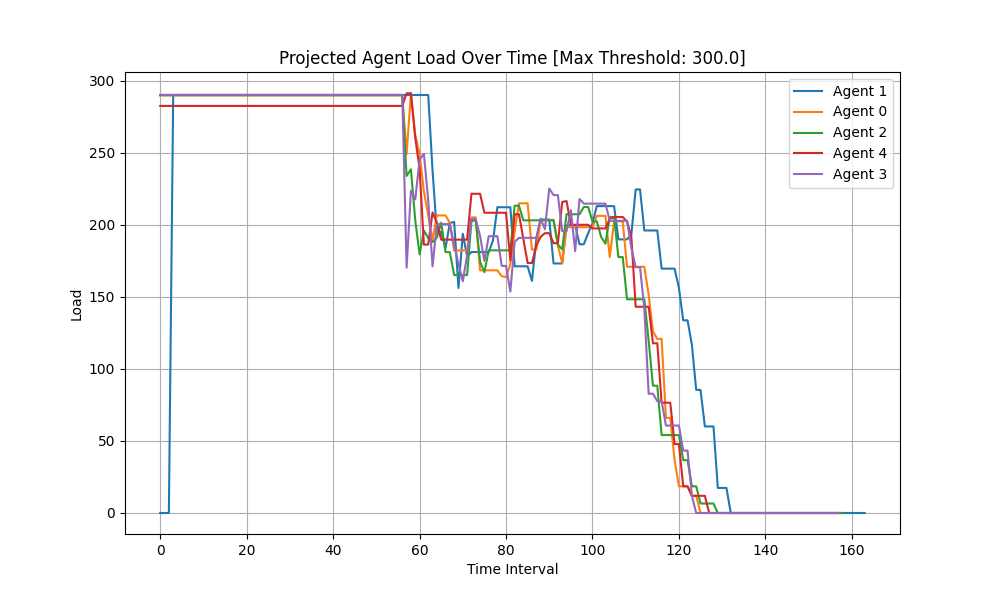 Projected Agent Load Over Time [Max Threshold: 300.0]
Load
300
250
200
150
100
50
0
Agent 1
Agent 0
Agent 2
Agent 4
Agent 3
0 20 40 60 80 100 120 140 160
Time Interval